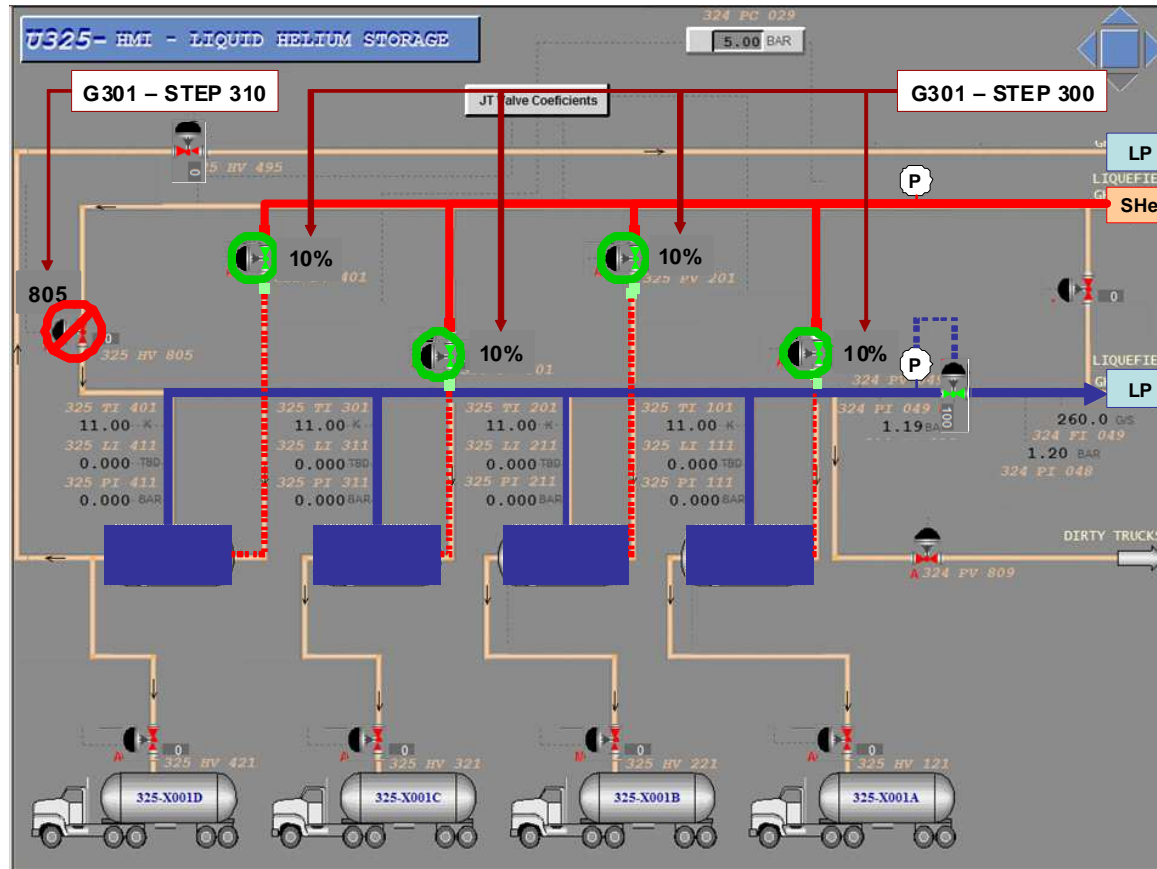 324 PC 029
U325- HMI - LIQUID HELIUM STORAGE
5.00 BAR
G301 – STEP 310
JT Valve Coeficients
G301 – STEP 300
0
HV 495
LP
LIQUEFIE
P
SHe
10%
401
10%
325 PV 201
805
0
325 HV 805
0
10%
01
10%
P
LIQUEFIE
LP
324 PV
100
325 TI 401
11.00 K
325 LI 411
0.000 TBD
325 PI 411
0.000 BAR
325 TI 301
11.00 K
325 LI 311
0.000 TBD
325 PI 311
0.000 BAR
325 TI 201
11.00 K
325 LI 211
0.000 TBD
325 PI 211
0.000 BAR
325 TI 101
11.00 K
325 LI 111
0.000 TBD
325 PI 111
0.000 BAR
324 PI 049
1.19
260.0 G/S
324 FI 049
1.20 BAR
324 PI 048
DIRTY TRUCKS
A 324 PV 809
A 0
325 HV 421
A 0
325 HV 321
M 0
325 HV 221
A 0
325 HV 121
325-X001D
325-X001C
325-X001B
325-X001A